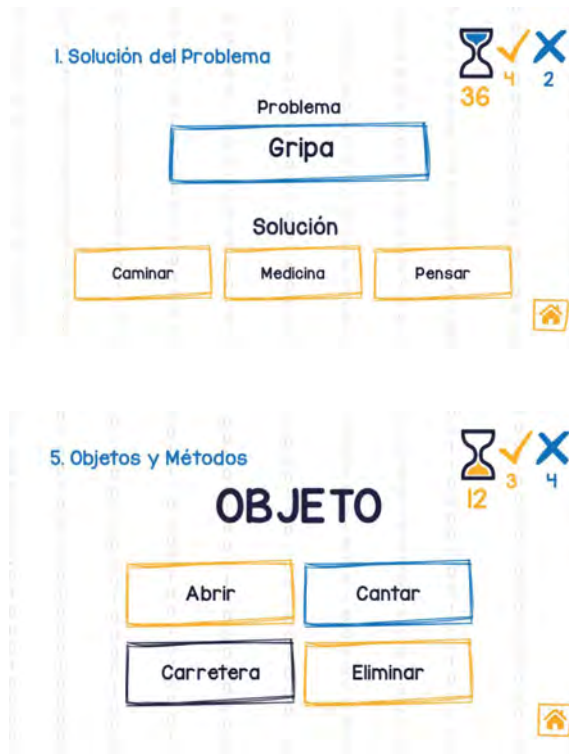 1. Solución del Problema
36 4 2
Problema
Gripa
Solución
Caminar Medicina Pensar
5. Objetos y Métodos
12 3 4
OBJETO
Abrir Cantar
Carretera Eliminar